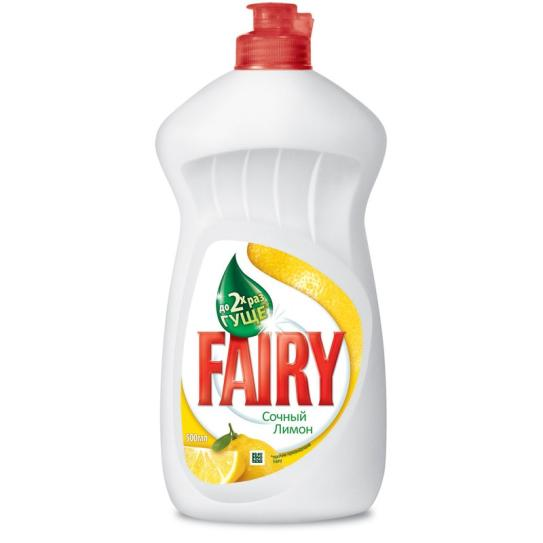 до 2х раз
ГУЩЕ*
FAIRY
Сочный
Лимон
500мл